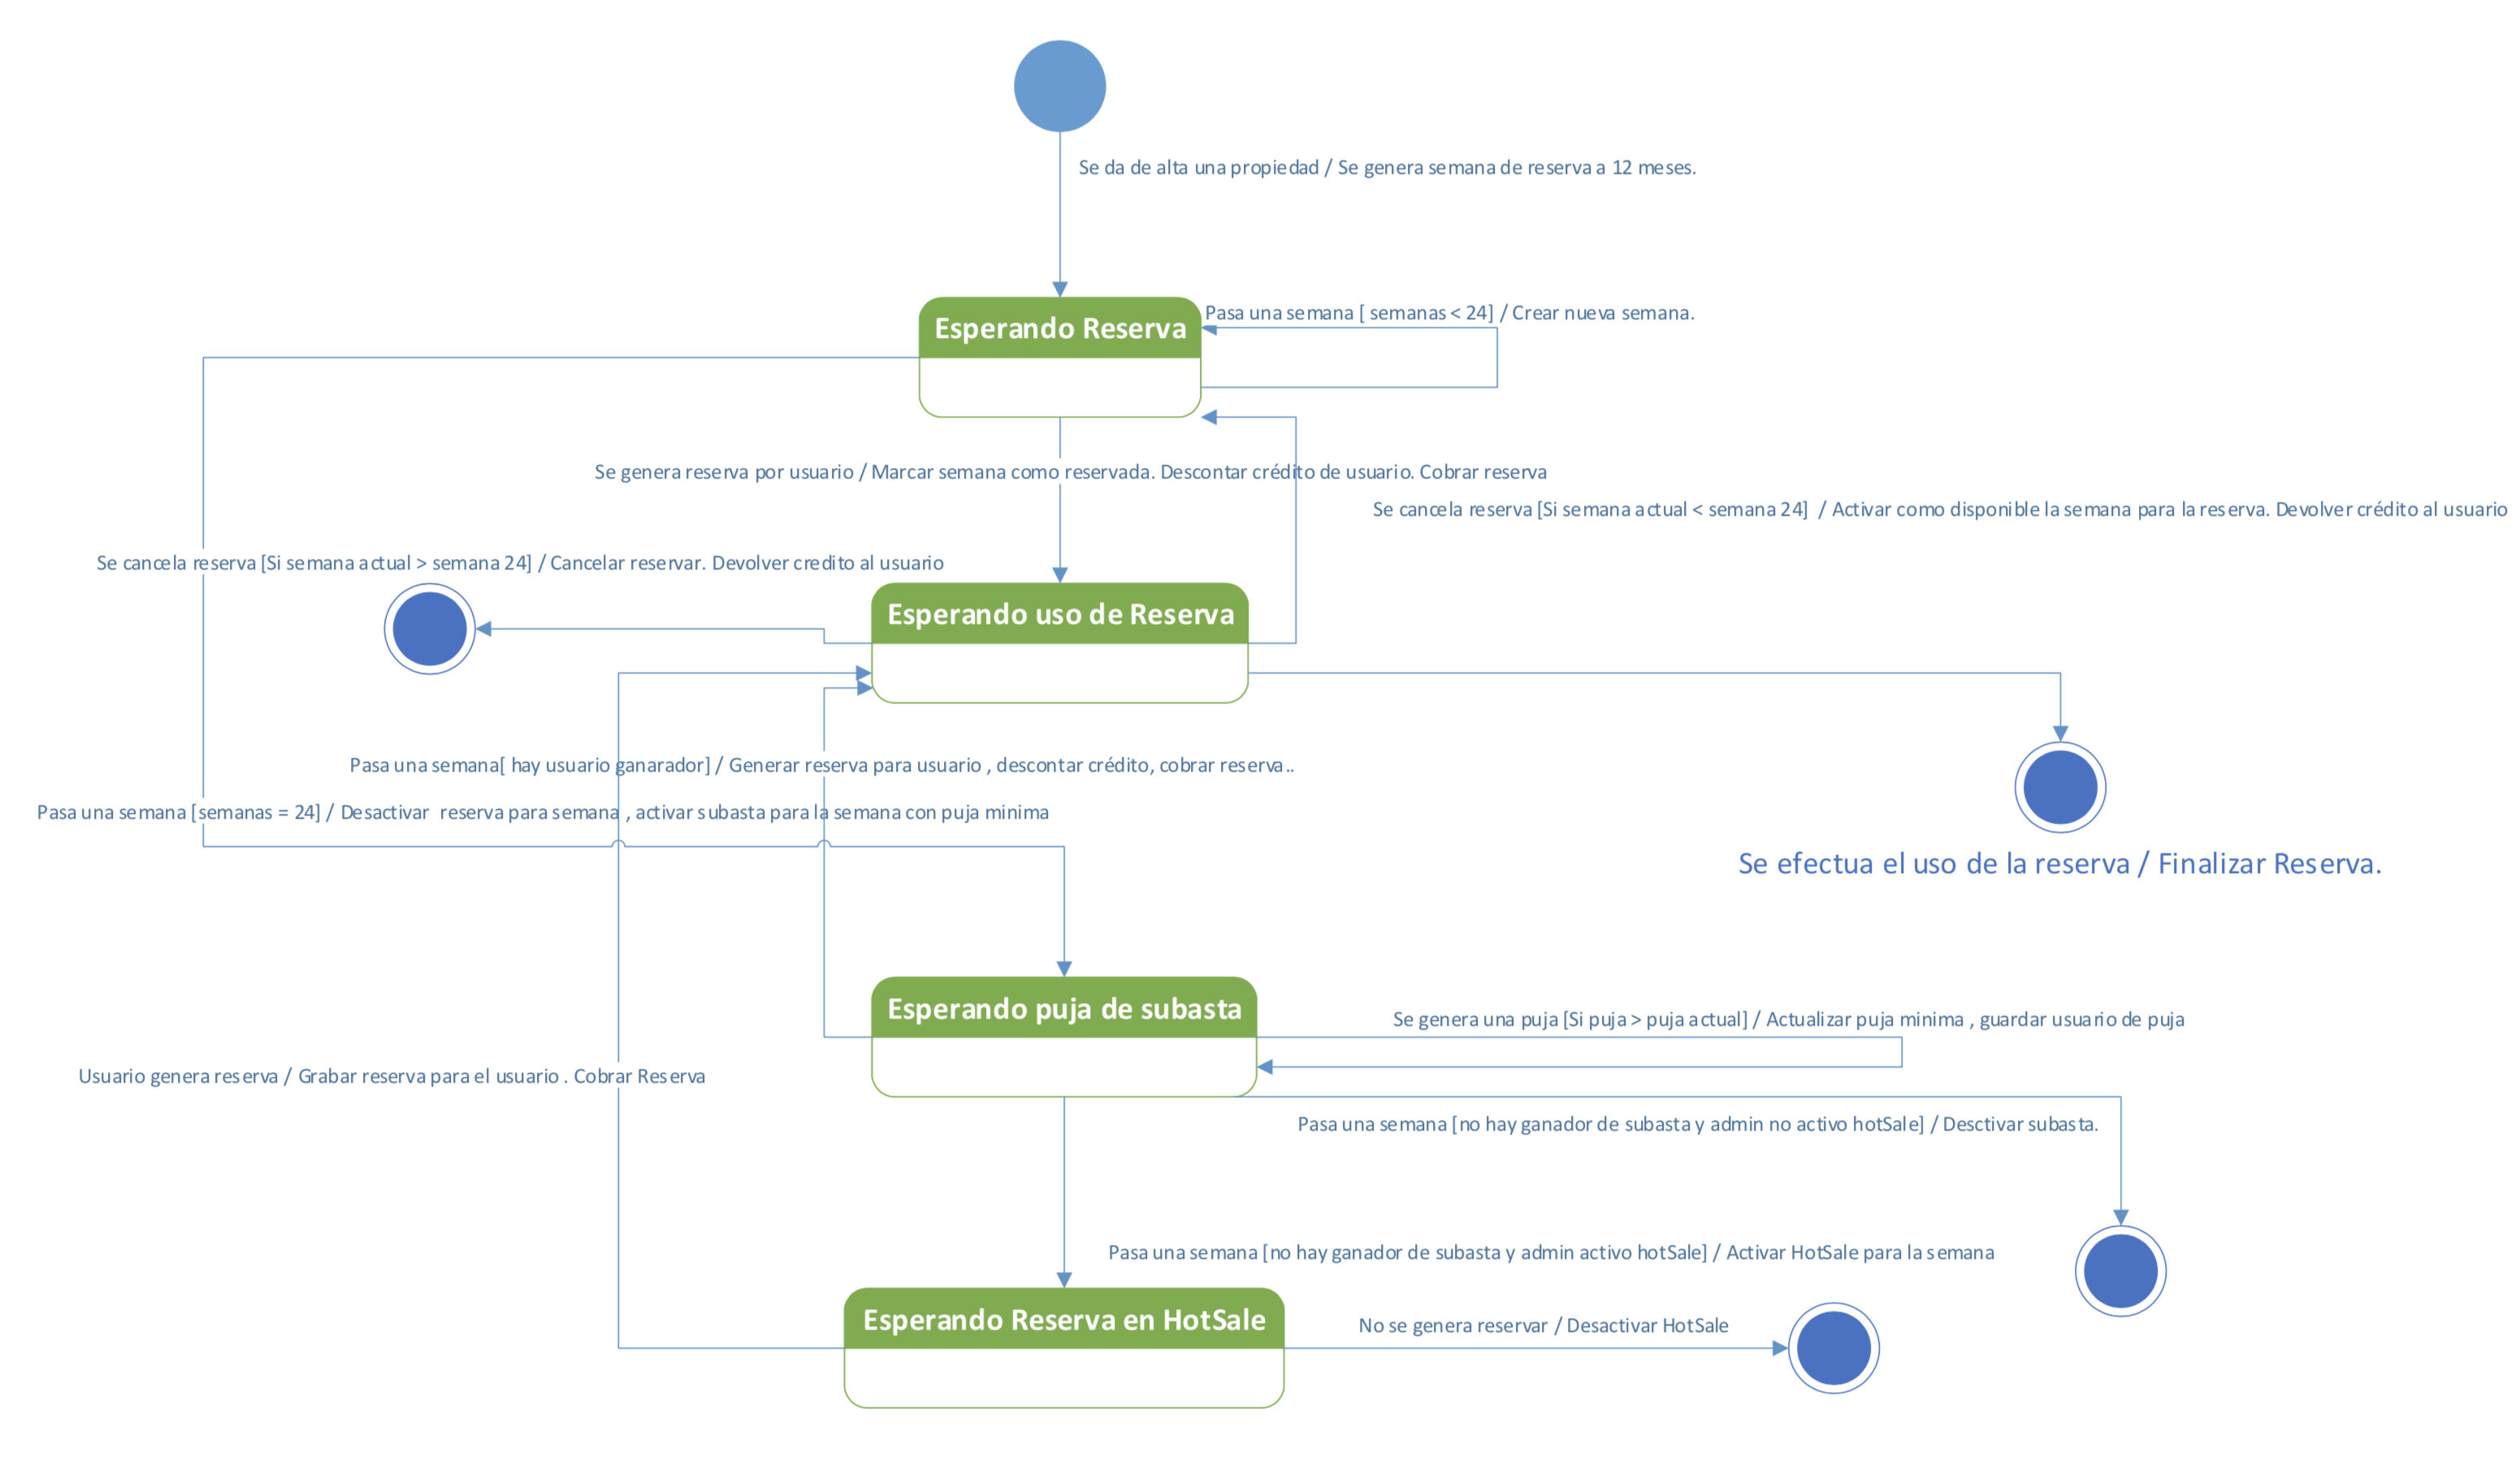 Se da de alta una propiedad / Se genera semana de reserva a 12 meses.
Pasa una semana [ semanas < 24] / Crear nueva semana.
Esperando Reserva
Se genera reserva por usuario / Marcar semana como reservada. Descontar crédito de usuario. Cobrar reserva
Se cancela reserva [Si semana actual < semana 24] / Activar como disponible la semana para la reserva. Devolver crédito al usuario
Se cancela reserva [Si semana actual > semana 24] / Cancelar reservar. Devolver credito al usuario
Esperando uso de Reserva
Pasa una semana[ hay usuario ganarador] / Generar reserva para usuario , descontar crédito, cobrar reserva..
Pasa una semana [semanas = 24] / Desactivar reserva para semana , activar subasta para la semana con puja minima
Se efectua el uso de la reserva / Finalizar Reserva.
Esperando puja de subasta
Se genera una puja [Si puja > puja actual] / Actualizar puja minima , guardar usuario de puja
Usuario genera reserva / Grabar reserva para el usuario . Cobrar Reserva
Pasa una semana [no hay ganador de subasta y admin no activo hotSale] / Desctivar subasta.
Pasa una semana [no hay ganador de subasta y admin activo hotSale] / Activar HotSale para la semana
Esperando Reserva en HotSale
No se genera reservar / Desactivar HotSale